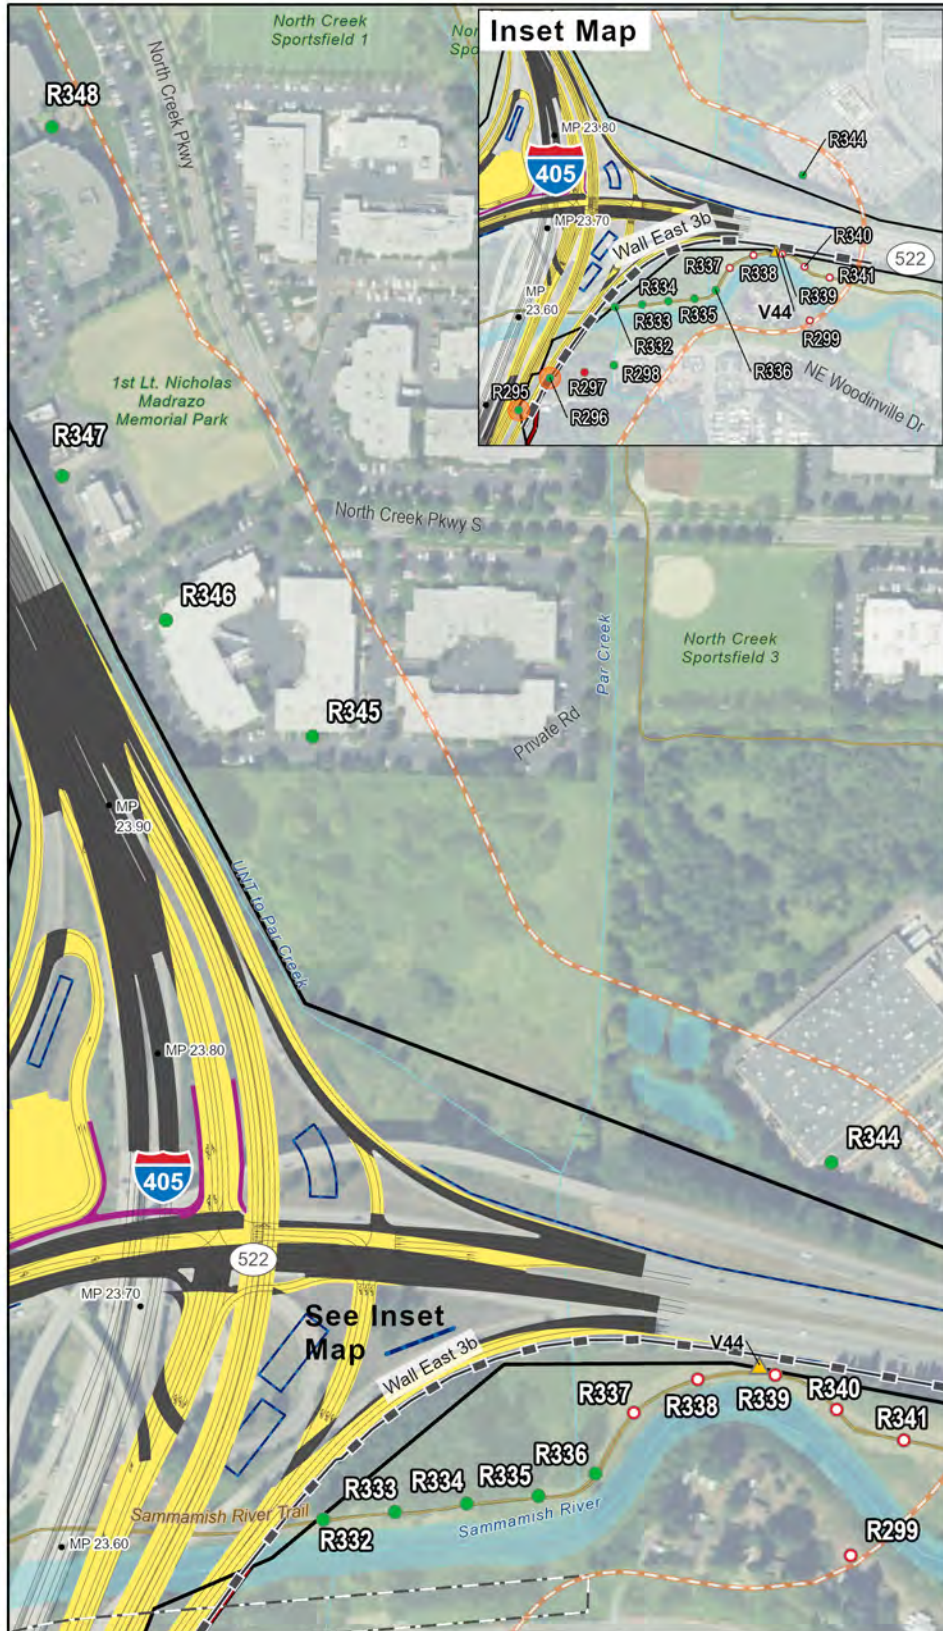 North Creek
Sportsfield 1
Nor
Spo
R348
North Creek Pkwy
Inset Map
MP 23.80
405
R344
MP 23.70
Wall East 3b
R340
522
R337
R338
R341
R334
R339
MP
23.60
R333
R335
V44
R332
R299
R336
R298
NE Woodinville Dr
R295
R297
R296
1st Lt. Nicholas
Madrazo
Memorial Park
R347
North Creek Pkwy S
R346
Par Creek
North Creek
Sportsfield 3
R345
Private Rd
MP
23.90
UNT to Par Creek
MP 23.80
R344
405
522
MP 23.70
See Inset
Map
Wall East 3b
V44
R337
R338
R339
R340
R341
R336
R335
R334
R333
Sammamish River Trail
R332
Sammamish River
MP 23.60
R299